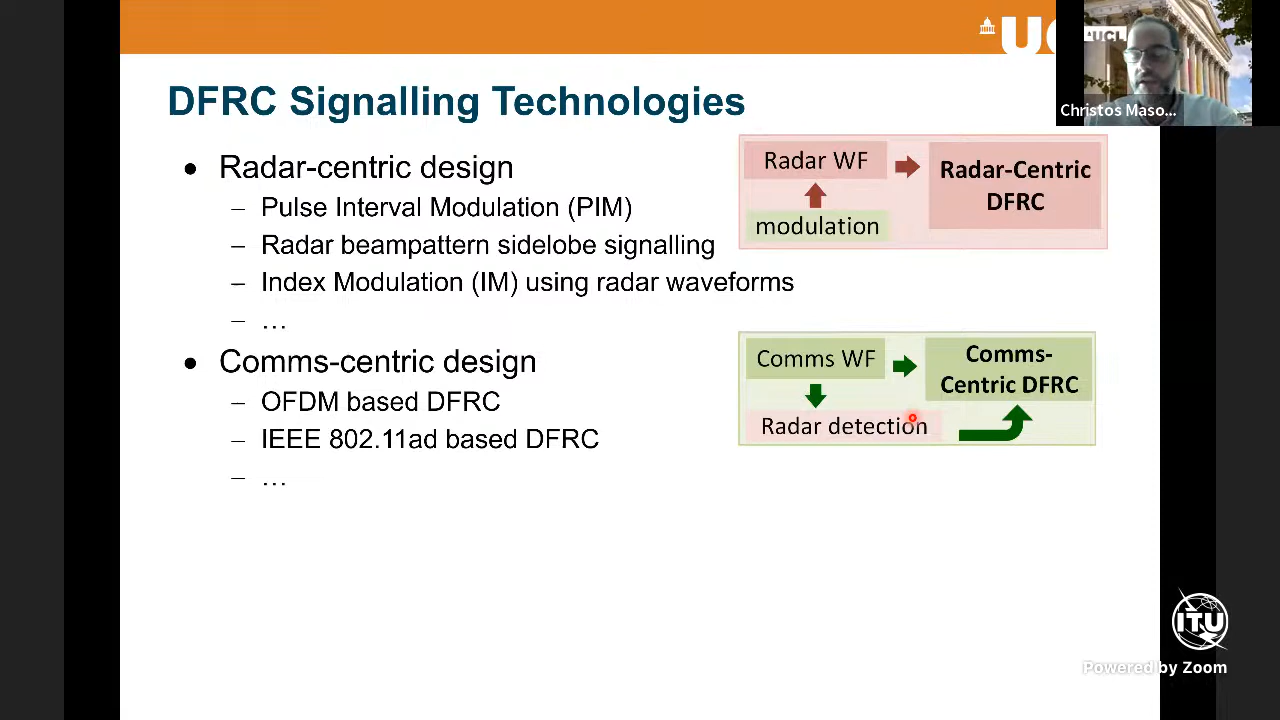 UC
UCL
Christos Maso...
DFRC Signalling Technologies
● Radar-centric design
– Pulse Interval Modulation (PIM)
– Radar beampattern sidelobe signalling
– Index Modulation (IM) using radar waveforms
– …
Radar WF
modulation
Radar-Centric
DFRC
● Comms-centric design
– OFDM based DFRC
– IEEE 802.11ad based DFRC
– …
Comms WF
Radar detection
Comms-
Centric DFRC
ITU
Powered by Zoom